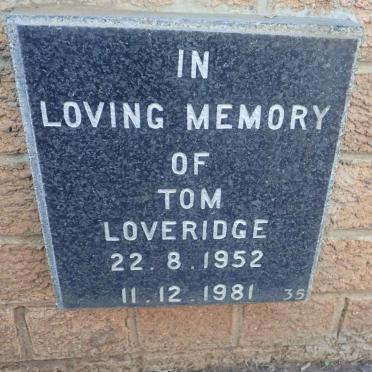 IN
LOVING MEMORY
OF
TOM
LOVERIDGE
22. 8. 1952
11. 12. 1981 35